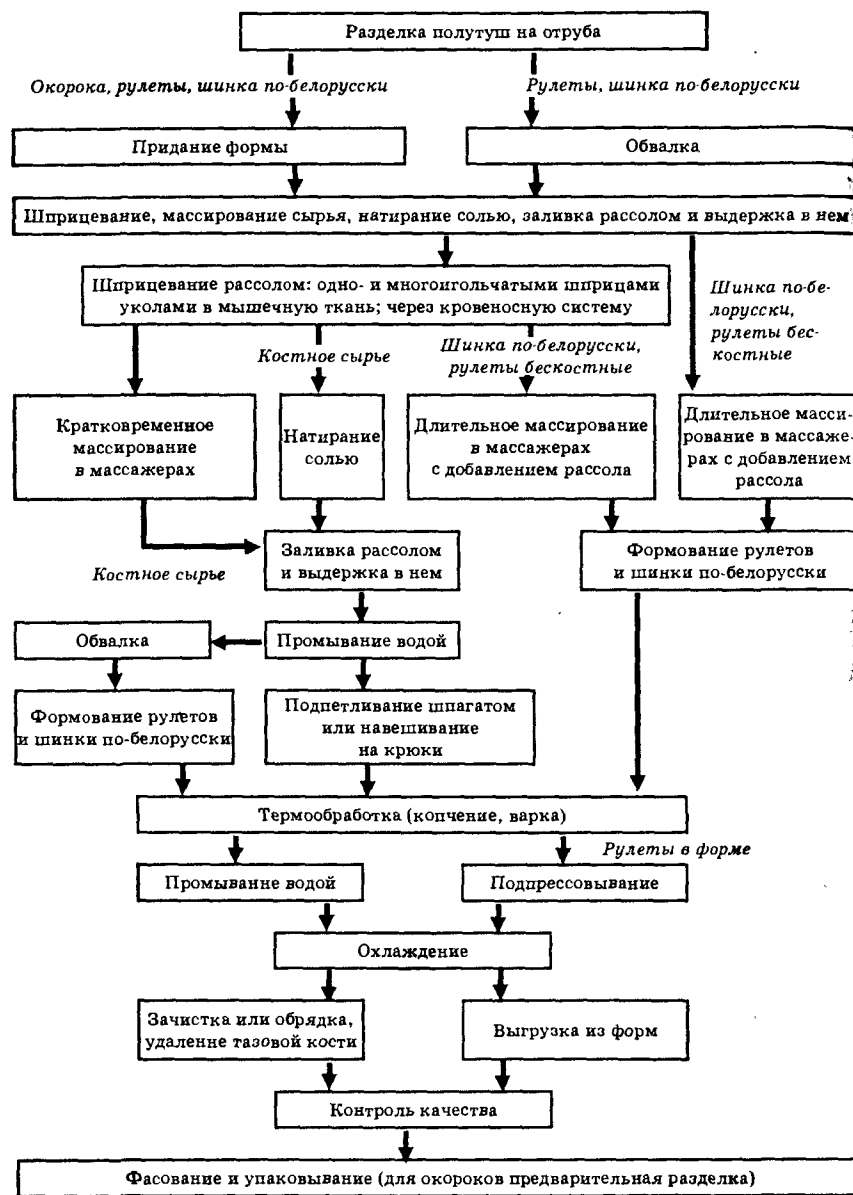 Разделка полутуш на отруба
Окорока, рулеты, шинка по-белорусски
Рулеты, шинка по-белорусски
Придание формы
Обвалка
Шприцевание, массирование сырья, натирание солью, заливка рассолом и выдержка в нем
Шприцевание рассолом: одно- и многоигольчатыми шприцами
уколами в мышечную ткань; через кровеносную систему
Шинка по-бе-
лорусски,
рулеты бес-
костные
Костное сырье
Шинка по-белорусски,
рулеты бескостные
Кратковременное
массирование
в массажерах
Натирание
солью
Длительное массирование
в массажерах
с добавлением рассола
Длительное масси-
рование в массаже-
рах с добавлением
рассола
Костное сырье
Заливка рассолом
и выдержка в нем
Формование рулетов
и шинки по-белорусски
Обвалка
Промывание водой
Формование рулетов
и шинки по-белорусски
Подпетливание шпагатом
или навешивание
на крюки
Термообработка (копчение, варка)
Рулеты в форме
Промывание водой
Подпрессовывание
Охлаждение
Зачистка или обрядка,
удаление тазовой кости
Выгрузка из форм
Контроль качества
Фасование и упаковывание (для окороков предварительная разделка)